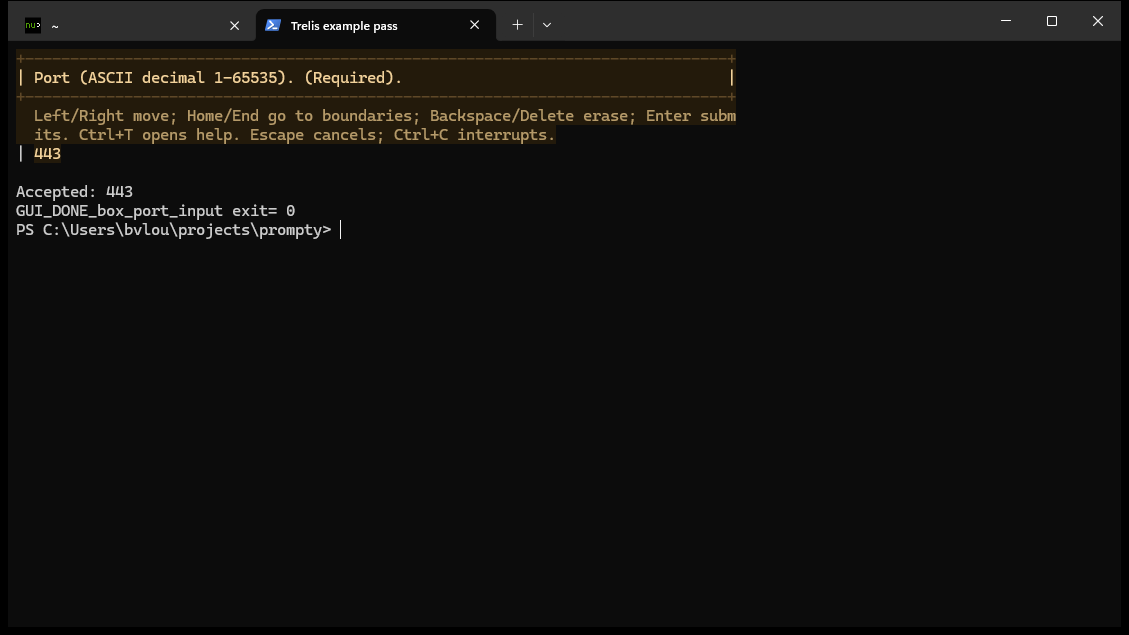 nu> ~
Trelis example pass
+-------------------------------------------------------------------------------+
| Port (ASCII decimal 1-65535). (Required). |
+-------------------------------------------------------------------------------+
Left/Right move; Home/End go to boundaries; Backspace/Delete erase; Enter subm
its. Ctrl+T opens help. Escape cancels; Ctrl+C interrupts.
| 443
Accepted: 443
GUI_DONE_box_port_input exit= 0
PS C:\Users\bvlou\projects\prompty>